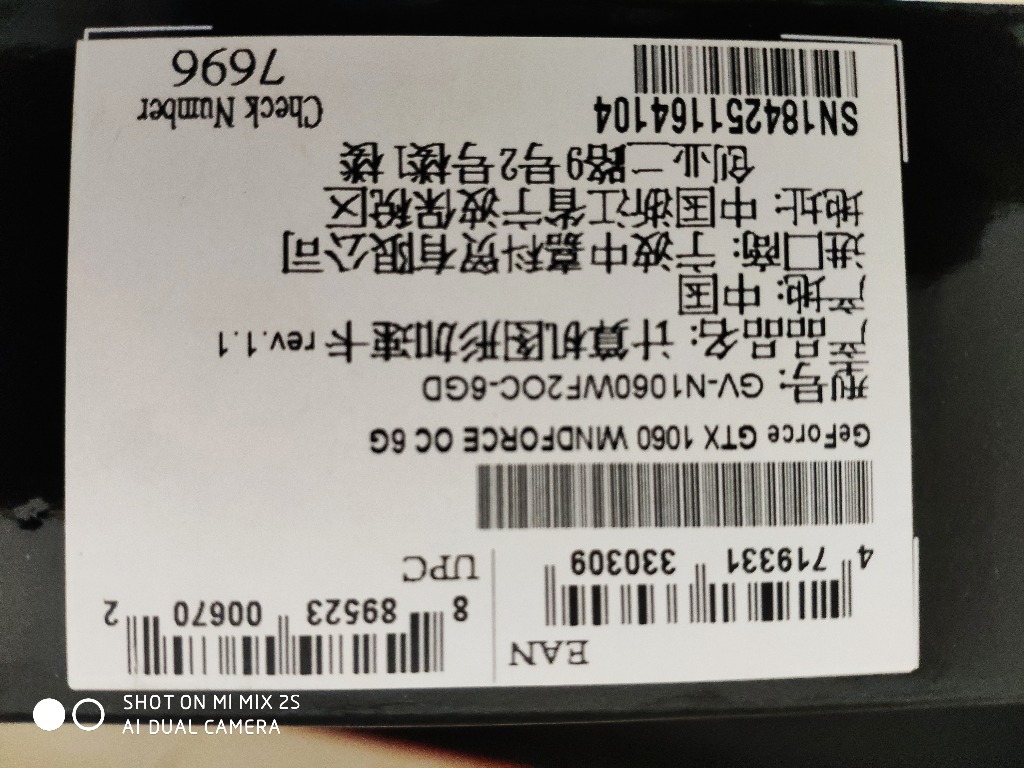 EAN
4 719331 330309
8 89523 00670 2
UPC
GeForce GTX 1060 WINDFORCE OC 6G
型号: GV-N1060WF2OC-6GD
产品品名: 计算机图形加速卡 rev.1.1
产地: 中国
进口商: 宁波中嘉科贸有限公司
地址: 中国浙江省宁波保税区
创业二路9号2号楼1楼
SN184251164104
Check Number
7696
SHOT ON MI MIX 2S
AI DUAL CAMERA